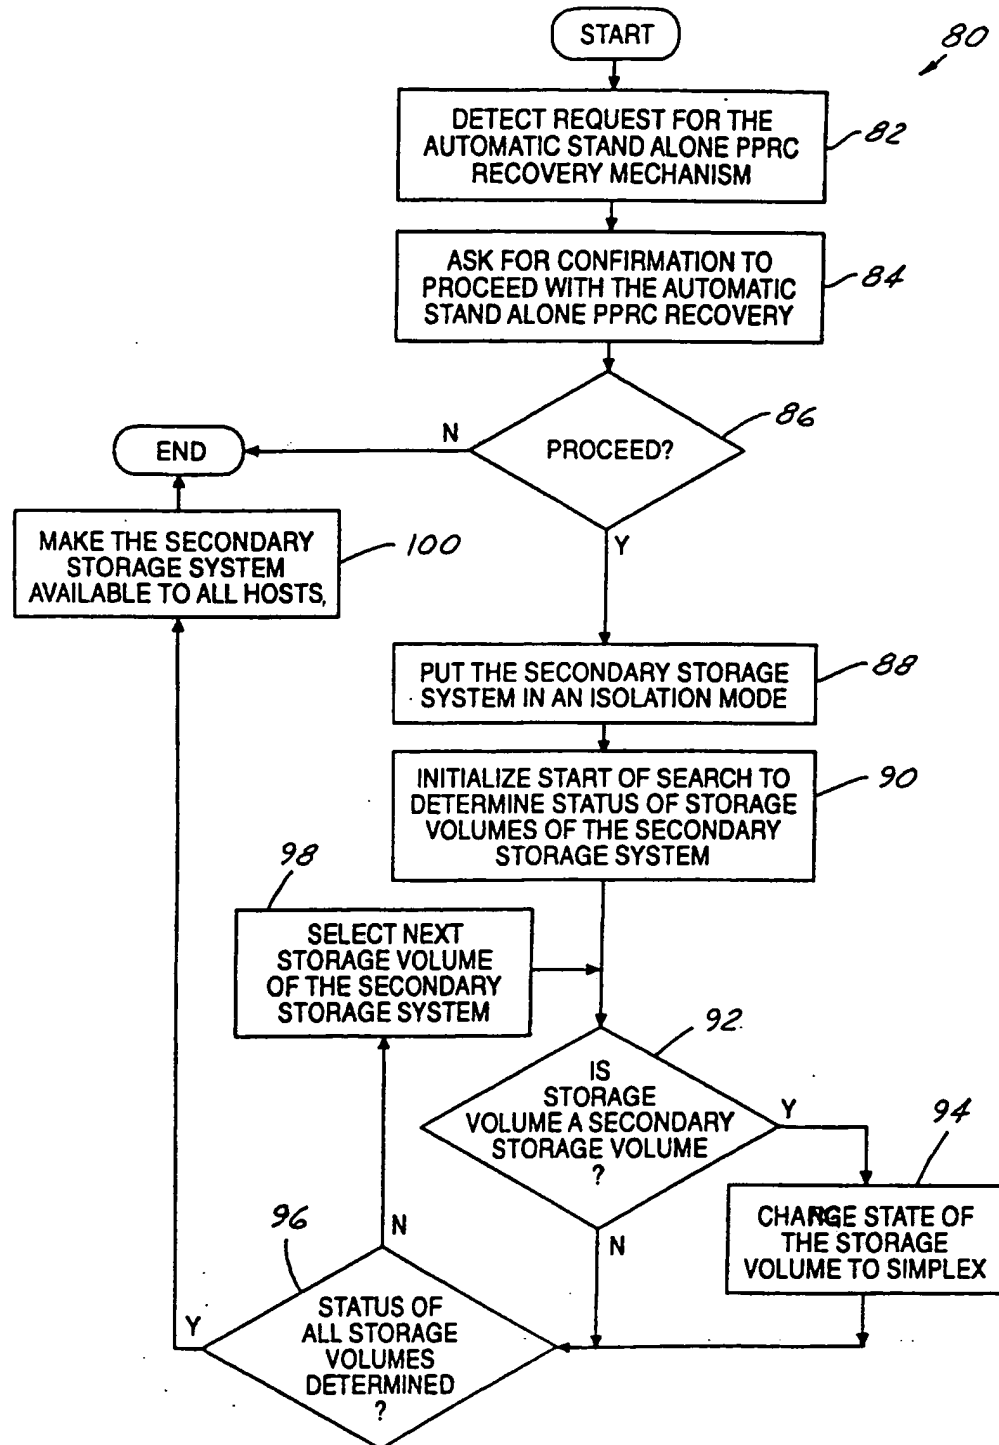 START
80
DETECT REQUEST FOR THE
AUTOMATIC STAND ALONE PPRC
RECOVERY MECHANISM
82
ASK FOR CONFIRMATION TO
PROCEED WITH THE AUTOMATIC
STAND ALONE PPRC RECOVERY
84
PROCEED?
86
N
END
Y
MAKE THE SECONDARY
STORAGE SYSTEM
AVAILABLE TO ALL HOSTS,
100
PUT THE SECONDARY STORAGE
SYSTEM IN AN ISOLATION MODE
88
INITIALIZE START OF SEARCH TO
DETERMINE STATUS OF STORAGE
VOLUMES OF THE SECONDARY
STORAGE SYSTEM
90
98
SELECT NEXT
STORAGE VOLUME
OF THE SECONDARY
STORAGE SYSTEM
92
IS
STORAGE
VOLUME A SECONDARY
STORAGE VOLUME
?
Y
94
N
CHANGE STATE OF
THE STORAGE
VOLUME TO SIMPLEX
96
N
Y
STATUS OF
ALL STORAGE
VOLUMES
DETERMINED
?